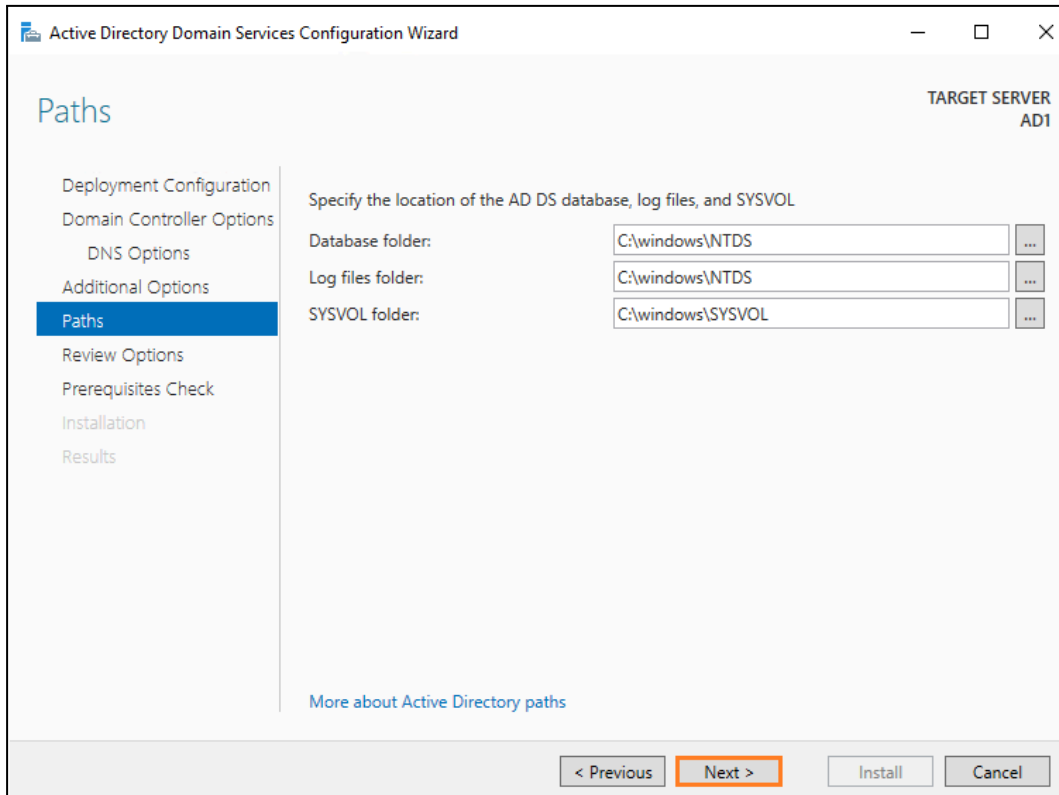 Active Directory Domain Services Configuration Wizard
Paths
TARGET SERVER
AD1
Deployment Configuration
Domain Controller Options
DNS Options
Additional Options
Paths
Review Options
Prerequisites Check
Installation
Results
Specify the location of the AD DS database, log files, and SYSVOL
Database folder: C:\windows\NTDS ...
Log files folder: C:\windows\NTDS ...
SYSVOL folder: C:\windows\SYSVOL ...
More about Active Directory paths
< Previous Next > Install Cancel